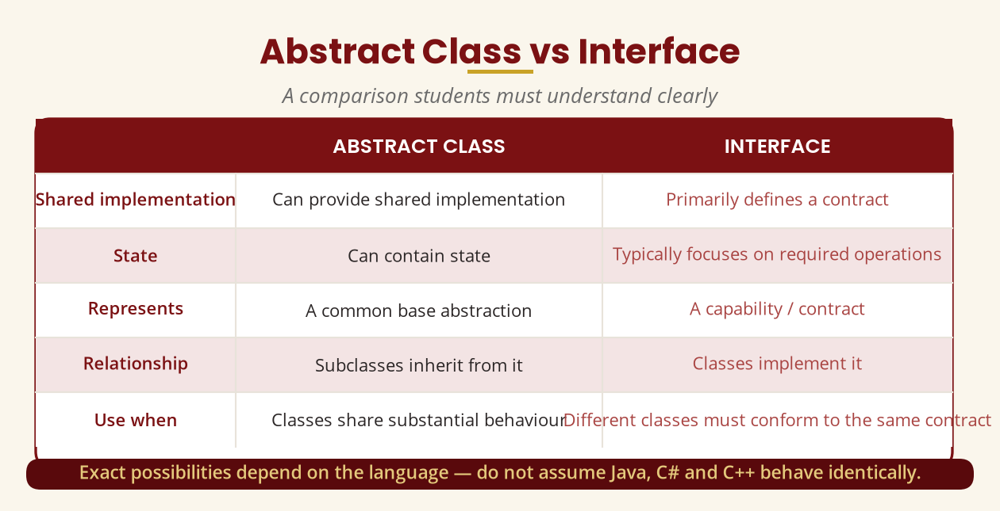 Abstract Class vs Interface
A comparison students must understand clearly
ABSTRACT CLASS INTERFACE
Shared implementation Can provide shared implementation Primarily defines a contract
State Can contain state Typically focuses on required operations
Represents A common base abstraction A capability / contract
Relationship Subclasses inherit from it Classes implement it
Use when Classes share substantial behaviour Different classes must conform to the same contract
Exact possibilities depend on the language — do not assume Java, C# and C++ behave identically.